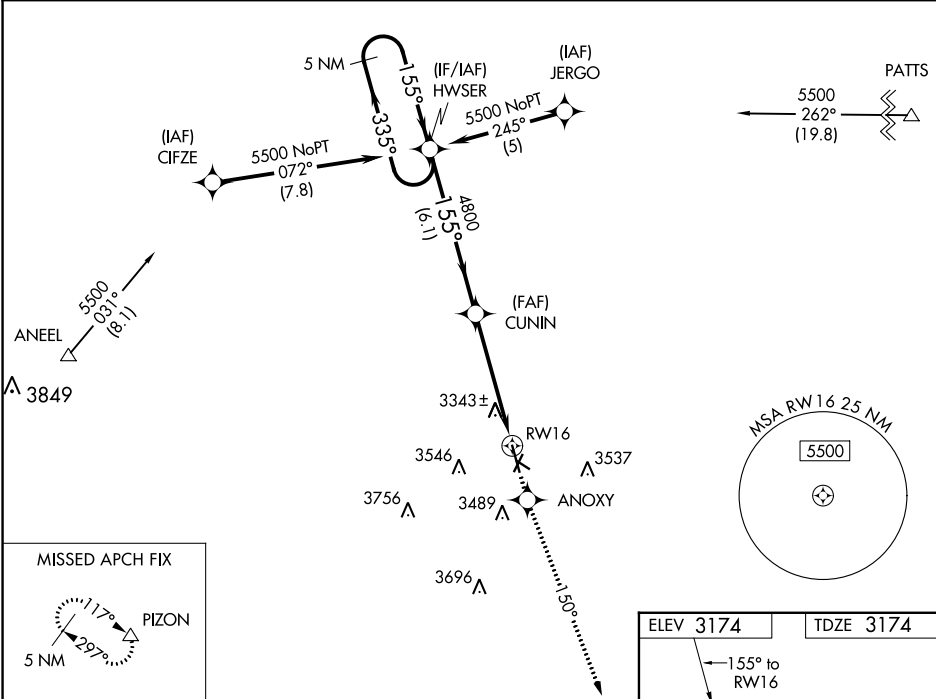 5 NM
155°
335°
(IF/IAF)
HWSER
(IAF)
JERGO
5500 NoPT
245°
(5)
PATTS
5500
262°
(19.8)
(IAF)
CIFZE
5500 NoPT
072°
(7.8)
4800
155°
(6.1)
5500
031°
(8.1)
ANEEL
3849
(FAF)
CUNIN
3343±
RW16
3546
3537
3756
3489
ANOXY
3696
150°
MSA RW16 25 NM
5500
MISSED APCH FIX
117°
297°
PIZON
5 NM
ELEV 3174
TDZE 3174
155° to
RW16